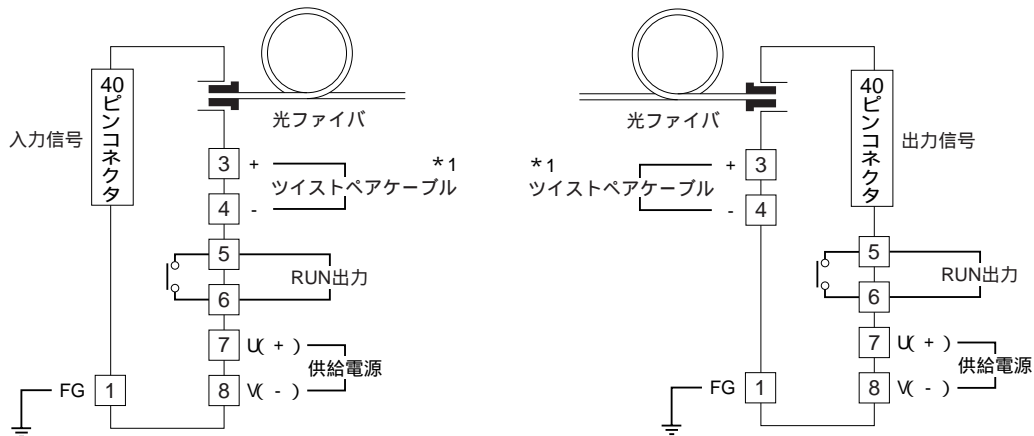 入力信号
40ピンコネクタ
光ファイバ
3 +
*1
ツイストペアケーブル
4 -
5
RUN出力
6
7 U( + )
供給電源
8 V( - )
FG 1
光ファイバ
40ピンコネクタ
出力信号
*1
+ 3
ツイストペアケーブル
- 4
5
RUN出力
6
7 U( + )
供給電源
8 V( - )
FG 1